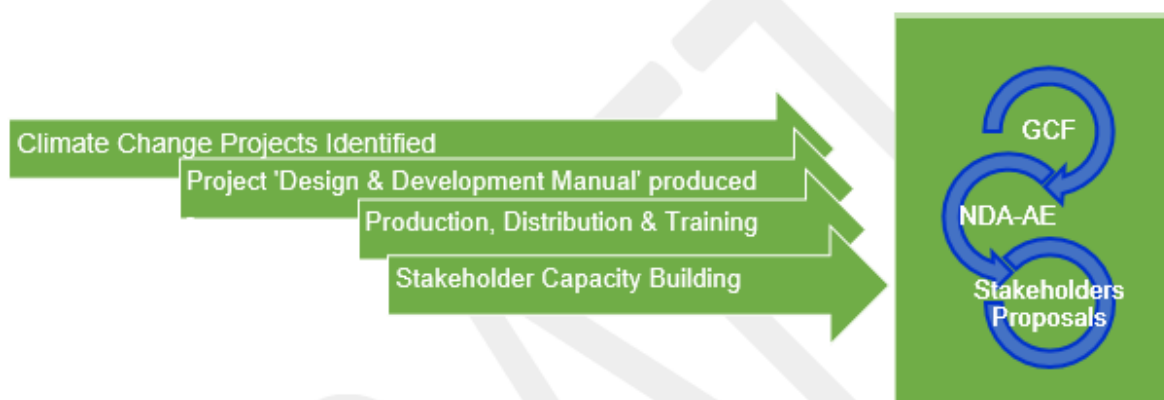 Climate Change Projects Identified
Project 'Design & Development Manual' produced
Production, Distribution & Training
Stakeholder Capacity Building
GCF
NDA-AE
Stakeholders
Proposals